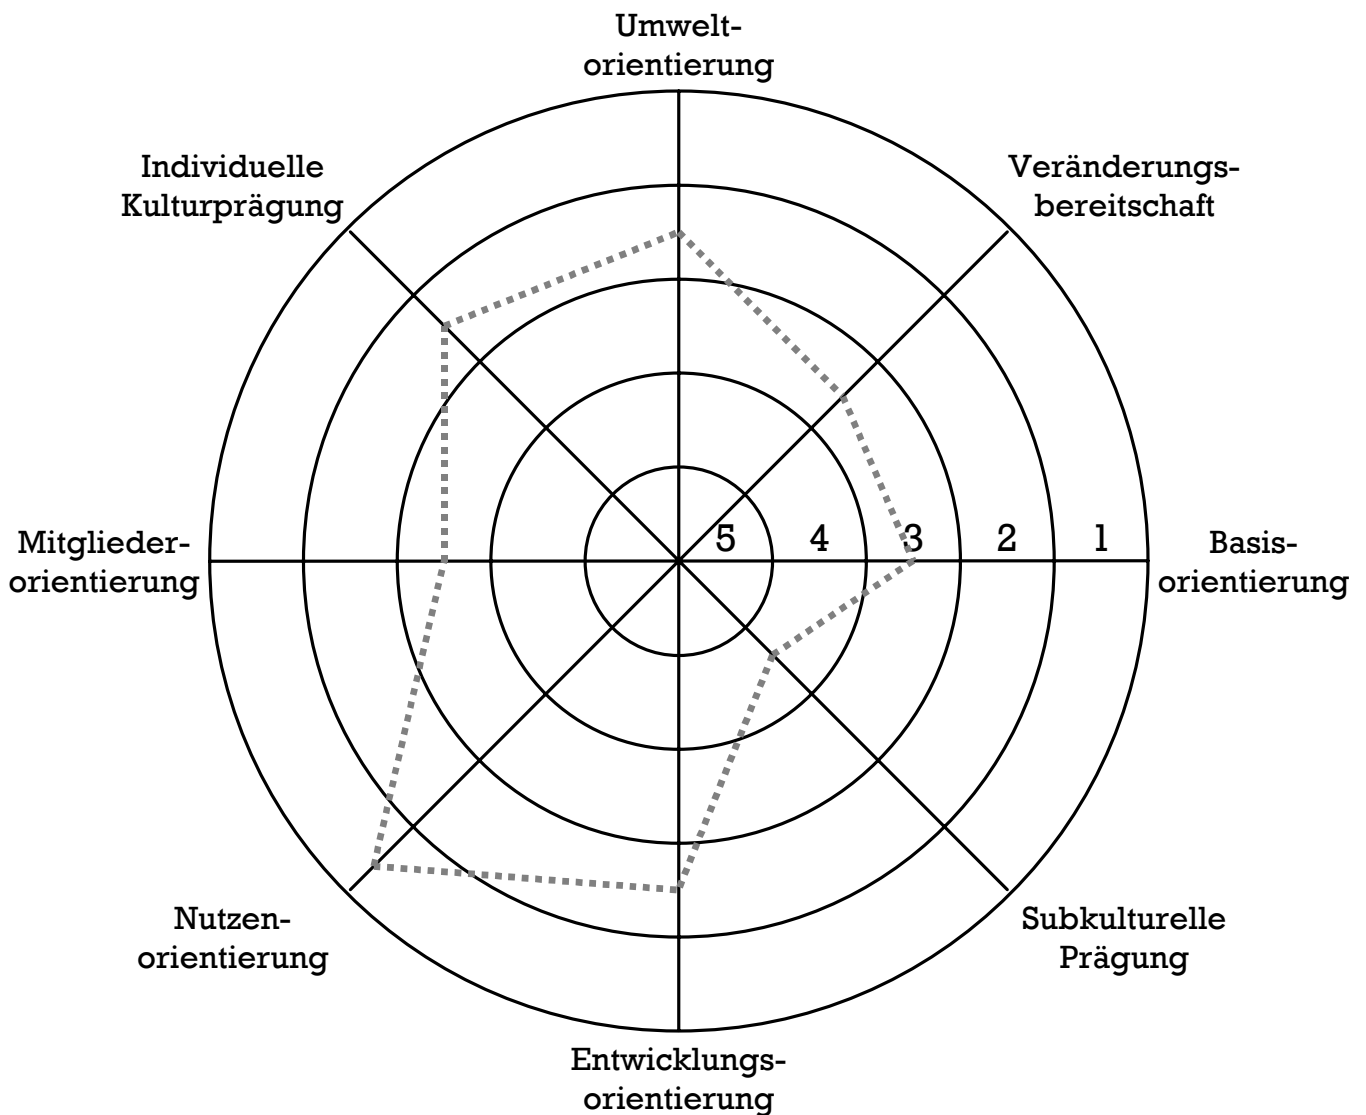 Umwelt-
orientierung
Individuelle
Kulturprägung
Veränderungs-
bereitschaft
Mitglieder-
orientierung
5 4 3 2 1
Basis-
orientierung
Nutzen-
orientierung
Subkulturelle
Prägung
Entwicklungs-
orientierung